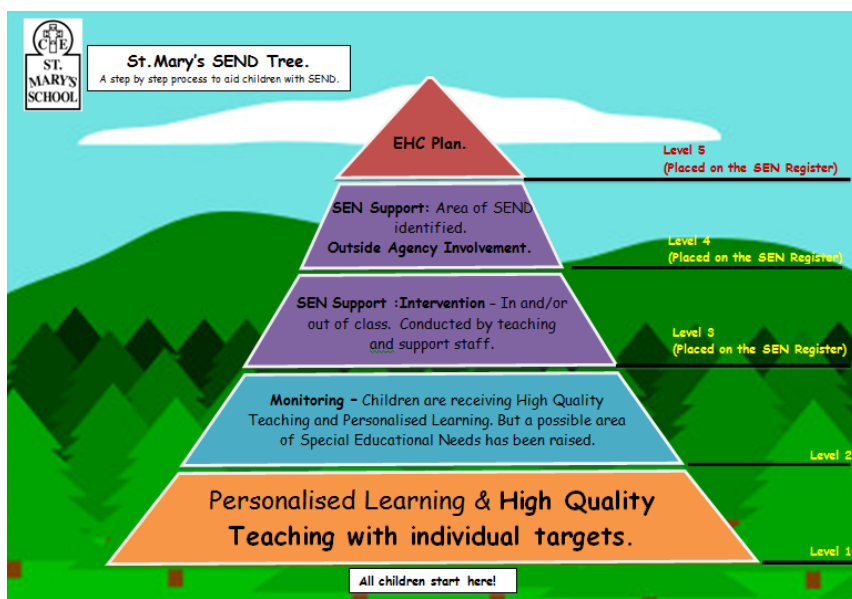 C E
ST.
MARY'S
SCHOOL
St.Mary's SEND Tree.
A step by step process to aid children with SEND.
EHC Plan.
Level 5
(Placed on the SEN Register)
SEN Support: Area of SEND
identified.
Outside Agency Involvement.
Level 4
(Placed on the SEN Register)
SEN Support :Intervention – In and/or
out of class. Conducted by teaching
and support staff.
Level 3
(Placed on the SEN Register)
Monitoring – Children are receiving High Quality
Teaching and Personalised Learning. But a possible area
of Special Educational Needs has been raised.
Level 2
Personalised Learning & High Quality
Teaching with individual targets.
Level 1
All children start here!